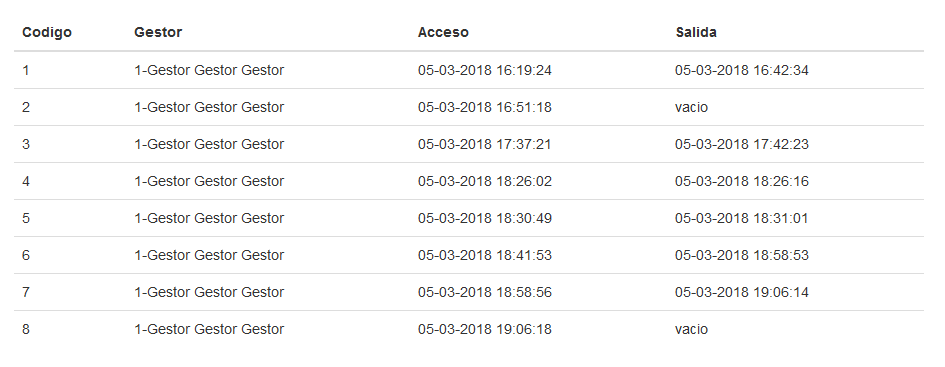 Codigo Gestor Acceso Salida
1 1-Gestor Gestor Gestor 05-03-2018 16:19:24 05-03-2018 16:42:34
2 1-Gestor Gestor Gestor 05-03-2018 16:51:18 vacio
3 1-Gestor Gestor Gestor 05-03-2018 17:37:21 05-03-2018 17:42:23
4 1-Gestor Gestor Gestor 05-03-2018 18:26:02 05-03-2018 18:26:16
5 1-Gestor Gestor Gestor 05-03-2018 18:30:49 05-03-2018 18:31:01
6 1-Gestor Gestor Gestor 05-03-2018 18:41:53 05-03-2018 18:58:53
7 1-Gestor Gestor Gestor 05-03-2018 18:58:56 05-03-2018 19:06:14
8 1-Gestor Gestor Gestor 05-03-2018 19:06:18 vacio